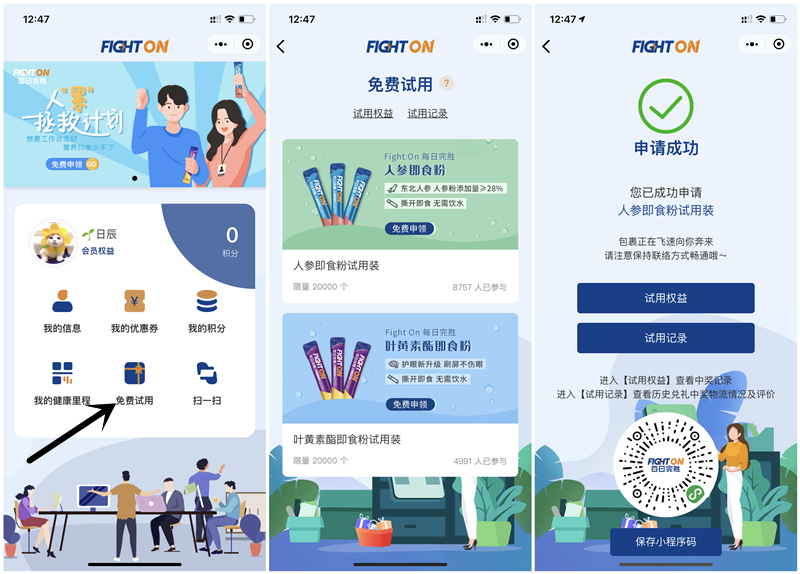 12:47
FIGHT ON
FIGHT ON
每日完胜
人“累”
拯救计划
想要工作状态好
营养均衡少不了
免费申领 GO
日辰
会员权益
0
积分
我的信息
我的优惠券
我的积分
我的健康里程
免费试用
扫一扫
12:47
FIGHT ON
免费试用 ?
试用权益 试用记录
FIGHT ON
FIGHT ON
FIGHT ON
Fight On 每日完胜
人参即食粉
东北人参 人参粉添加量≥28%
撕开即食 无需饮水
免费申领
人参即食粉试用装
限量 20000 个 8757 人已参与
FIGHT ON
FIGHT ON
FIGHT ON
Fight On 每日完胜
叶黄素酯即食粉
护眼新升级 刷屏不伤眼
撕开即食 无需饮水
免费申领
叶黄素酯即食粉试用装
限量 20000 个 4991 人已参与
12:47
FIGHT ON
申请成功
您已成功申请
人参即食粉试用装
包裹正在飞速向你奔来
请注意保持联络方式畅通哦～
试用权益
试用记录
进入【试用权益】查看中奖记录
进入【试用记录】查看历史兑礼中奖物流情况及评价
FIGHT ON
每日完胜
保存小程序码